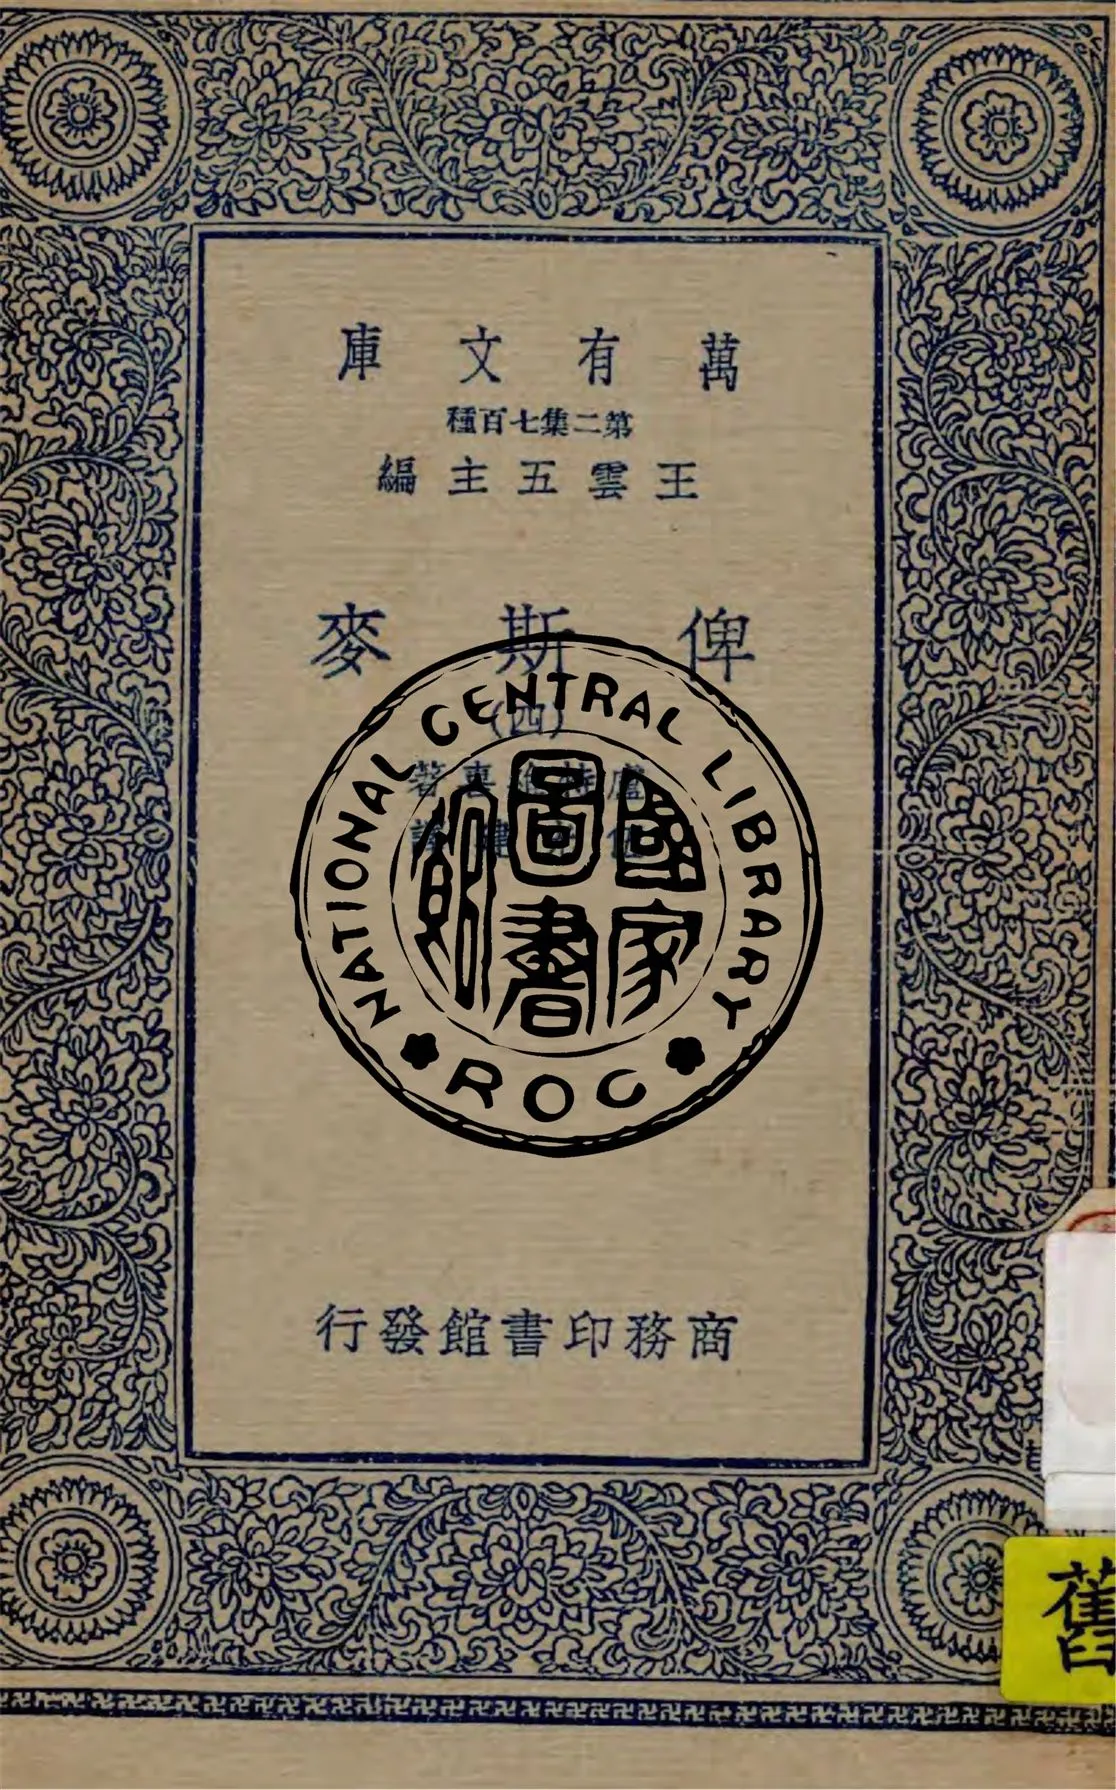 萬有文庫
第二集七百種
王雲五主編
俾斯麥
(四)
商務印書館發行
NATIONAL CENTRAL LIBRARY
國家圖書館
ROC
舊